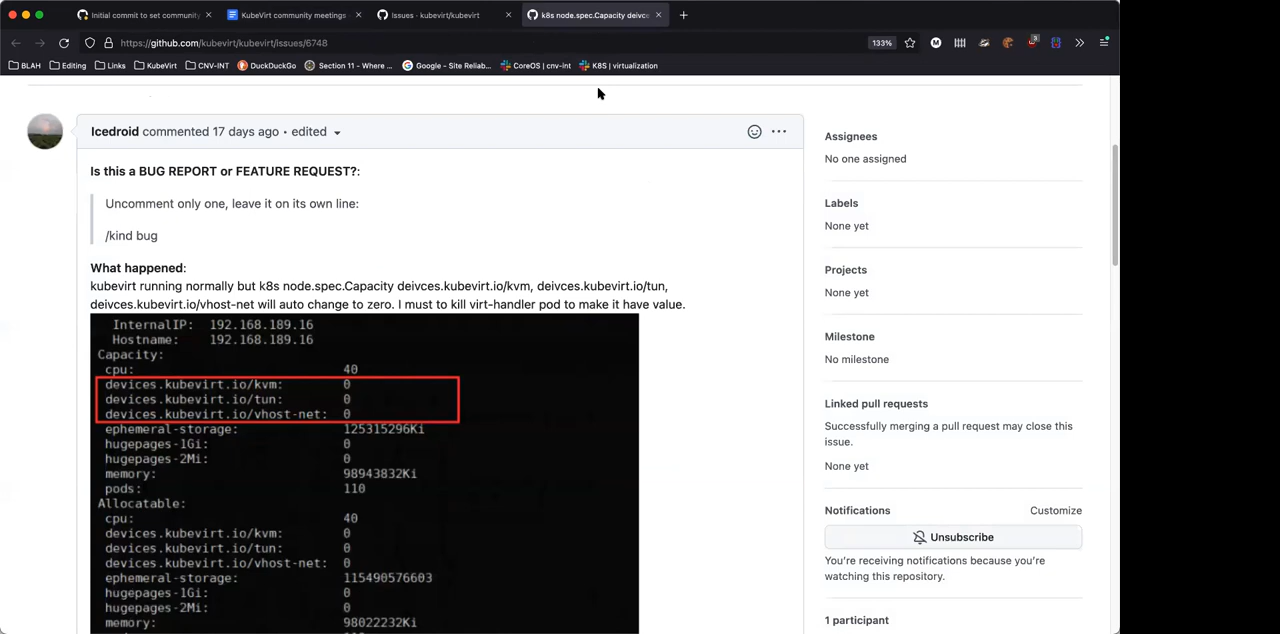 Initial commit to set community
KubeVirt community meetings
Issues · kubevirt/kubevirt
k8s node.spec.Capacity deivc
https://github.com/kubevirt/kubevirt/issues/6748
133%
3
BLAH
Editing
Links
KubeVirt
CNV-INT
DuckDuckGo
Section 11 – Where ...
Google - Site Reliab...
CoreOS | cnv-int
K8S | virtualization
Icedroid commented 17 days ago • edited
Is this a BUG REPORT or FEATURE REQUEST?:
Uncomment only one, leave it on its own line:
/kind bug
What happened:
kubevirt running normally but k8s node.spec.Capacity deivces.kubevirt.io/kvm, deivces.kubevirt.io/tun,
deivces.kubevirt.io/vhost-net will auto change to zero. I must to kill virt-handler pod to make it have value.
InternalIP: 192.168.189.16
Hostname: 192.168.189.16
Capacity:
cpu: 40
devices.kubevirt.io/kvm: 0
devices.kubevirt.io/tun: 0
devices.kubevirt.io/vhost-net: 0
ephemeral-storage: 125315296Ki
hugepages-1Gi: 0
hugepages-2Mi: 0
memory: 98943832Ki
pods: 110
Allocatable:
cpu: 40
devices.kubevirt.io/kvm: 0
devices.kubevirt.io/tun: 0
devices.kubevirt.io/vhost-net: 0
ephemeral-storage: 115490576603
hugepages-1Gi: 0
hugepages-2Mi: 0
memory: 98022232Ki
Assignees
No one assigned
Labels
None yet
Projects
None yet
Milestone
No milestone
Linked pull requests
Successfully merging a pull request may close this
issue.
None yet
Notifications
Customize
Unsubscribe
You're receiving notifications because you're
watching this repository.
1 participant